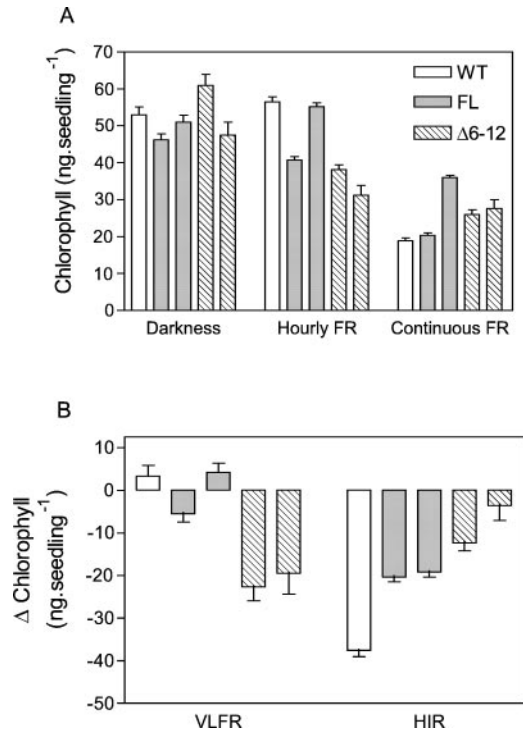 A
Chlorophyll (ng.seedling⁻¹)
70
60
50
40
30
20
10
0
WT
FL
Δ6-12
Darkness
Hourly FR
Continuous FR
B
Δ Chlorophyll
(ng.seedling⁻¹)
10
0
-10
-20
-30
-40
-50
VLFR
HIR